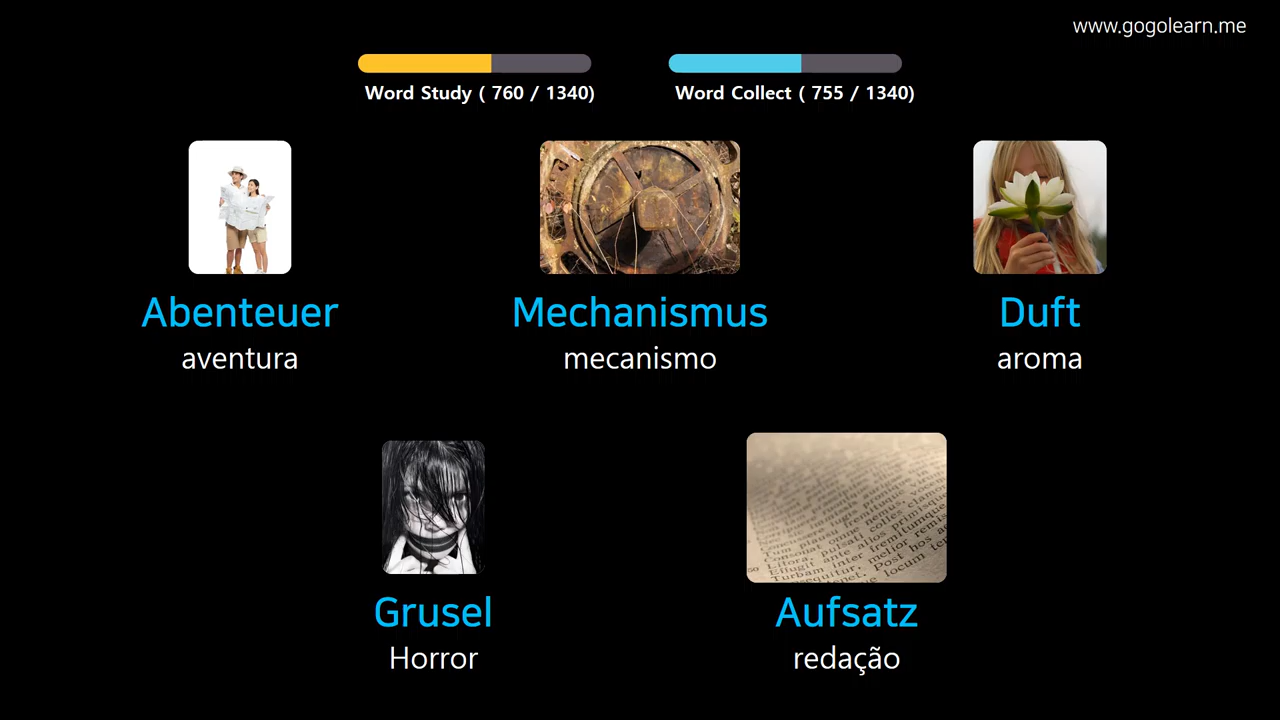 www.gogolearn.me
Word Study ( 760 / 1340)
Word Collect ( 755 / 1340)
Abenteuer
aventura
Mechanismus
mecanismo
Duft
aroma
Grusel
Horror
Aufsatz
redação